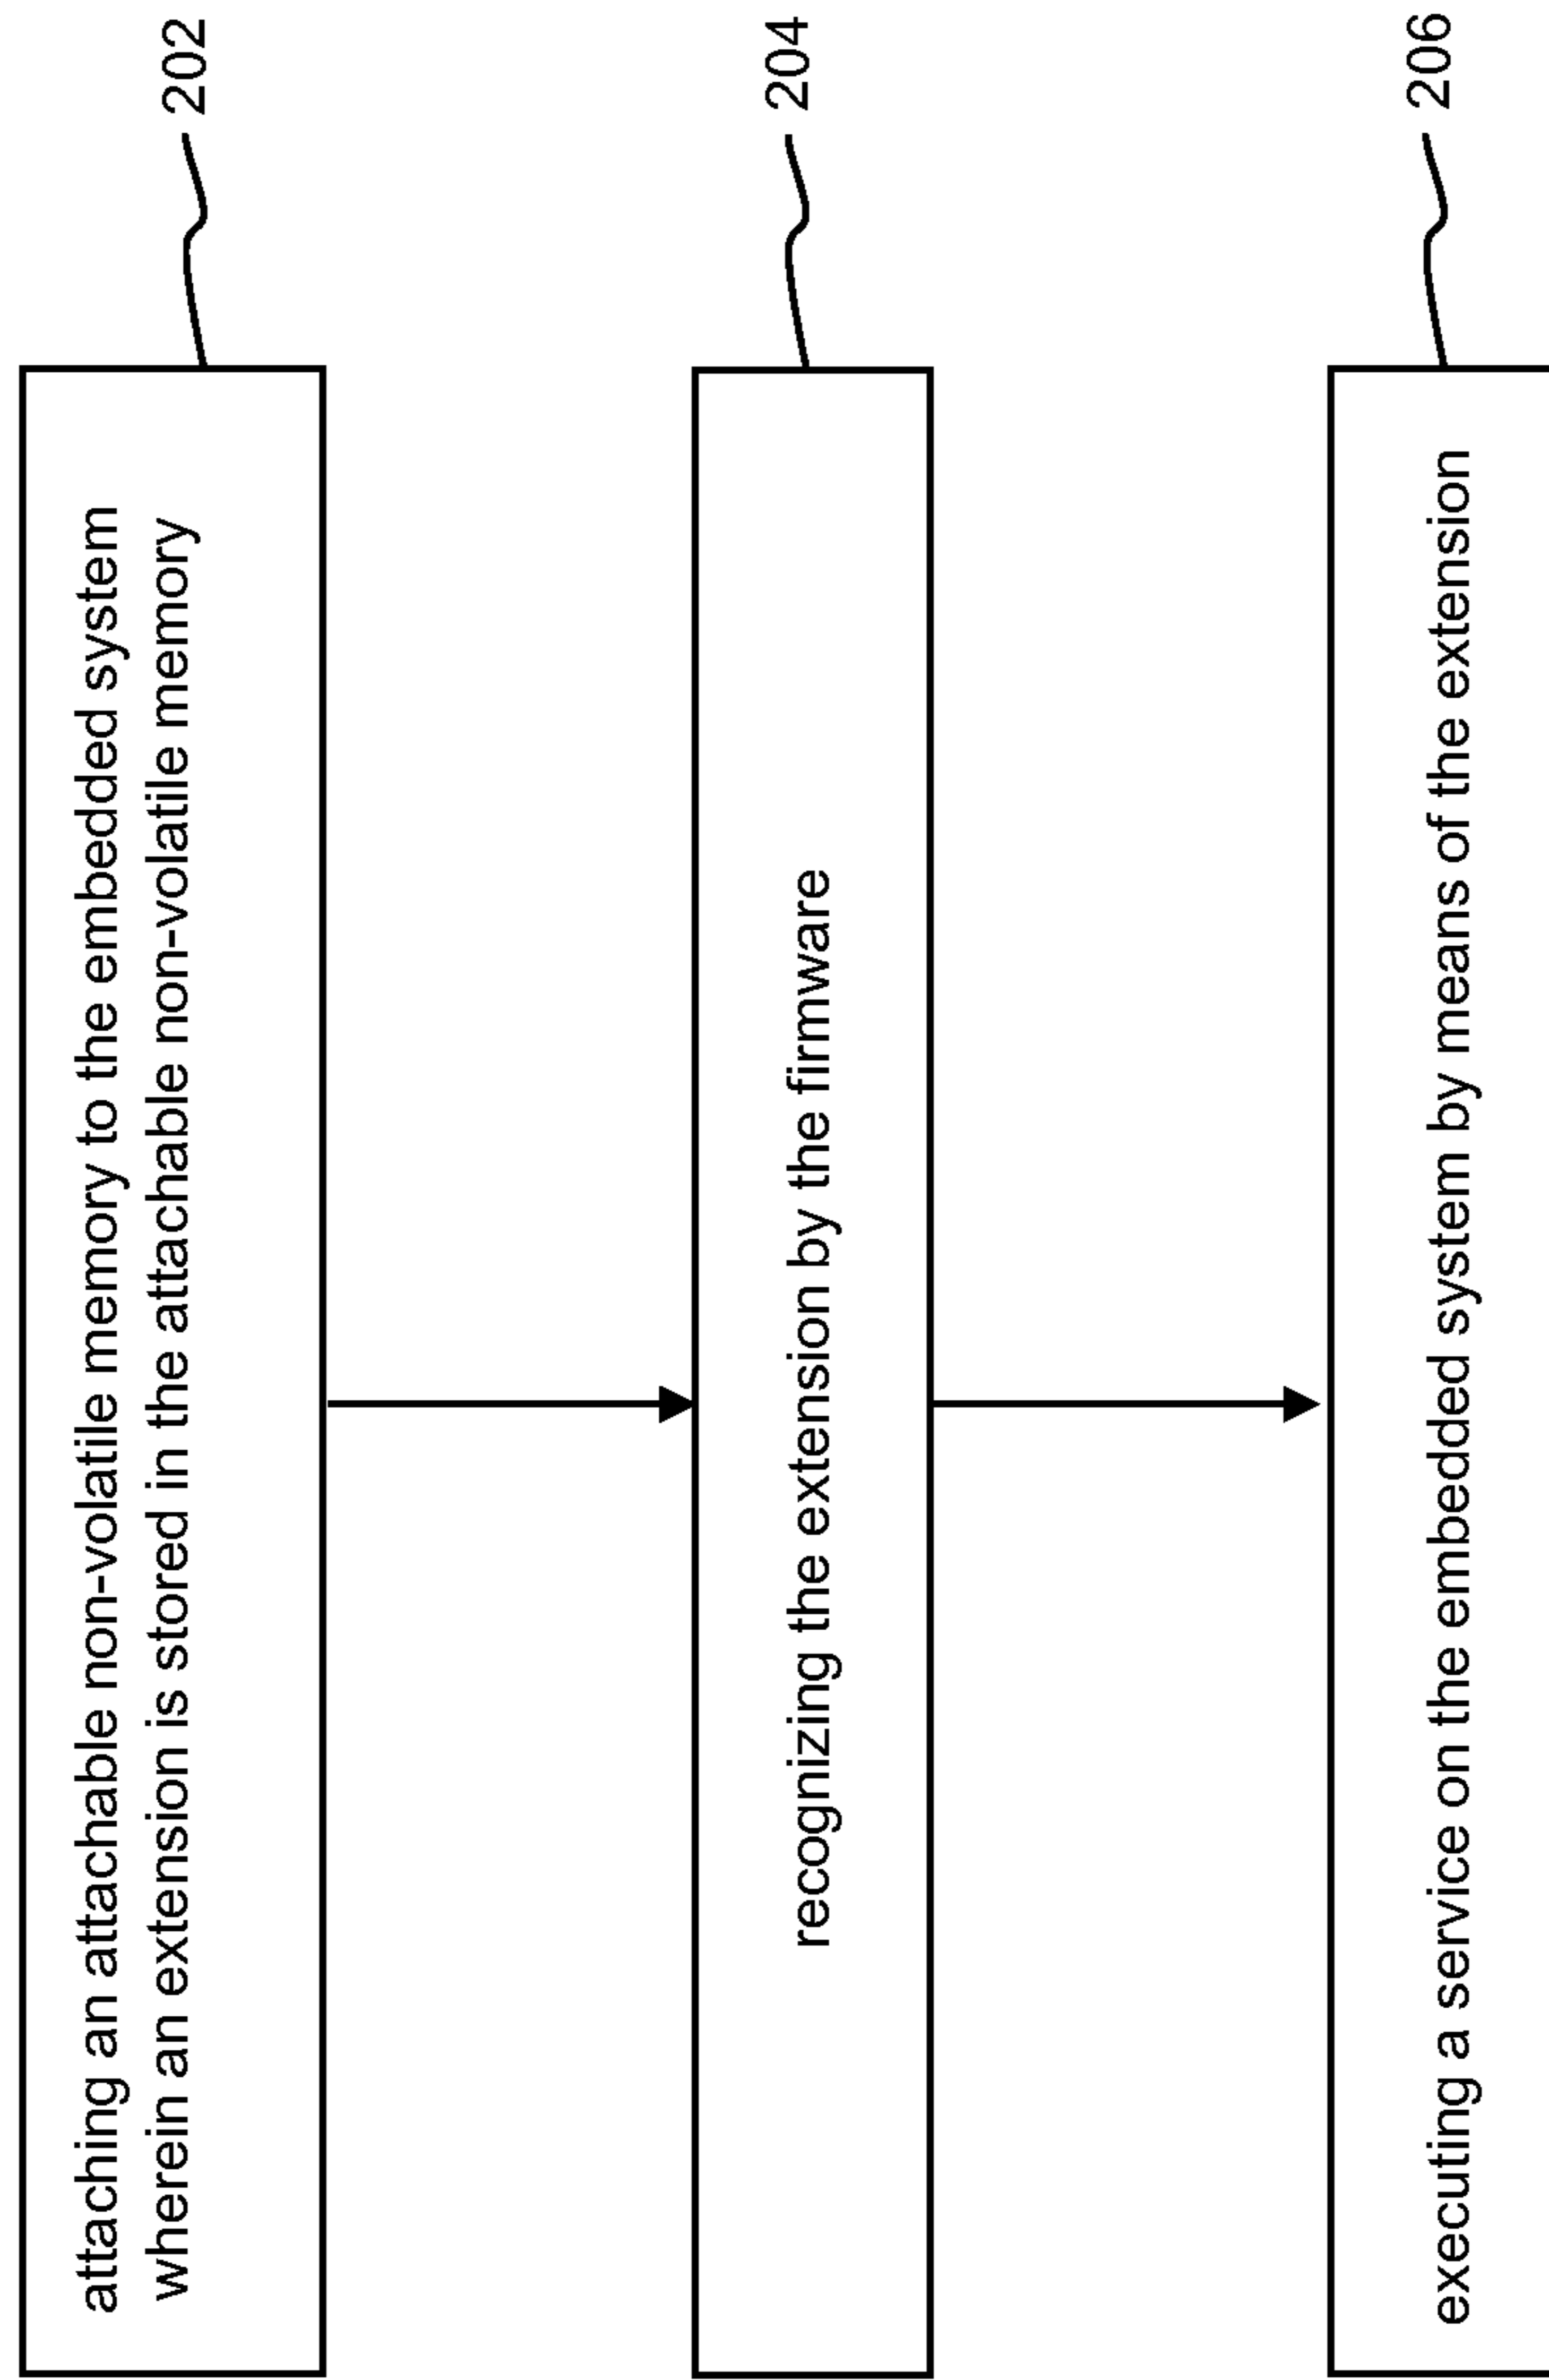 attaching an attachable non-volatile memory to the embedded system
wherein an extension is stored in the attachable non-volatile memory
202
recognizing the extension by the firmware
204
executing a service on the embedded system by means of the extension
206